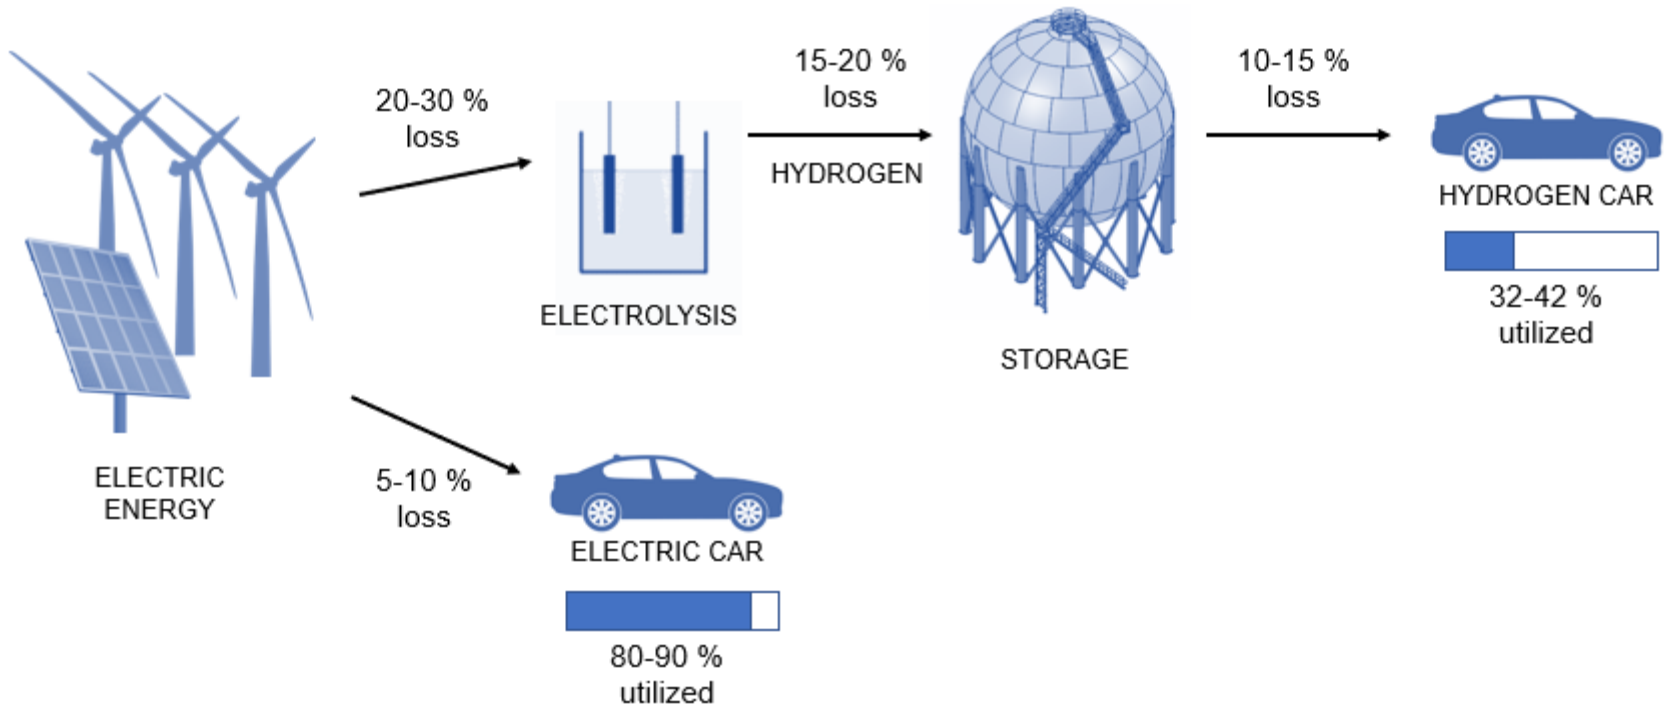 20-30 %
loss
15-20 %
loss
10-15 %
loss
HYDROGEN
HYDROGEN CAR
32-42 %
utilized
ELECTROLYSIS
STORAGE
ELECTRIC
ENERGY
5-10 %
loss
ELECTRIC CAR
80-90 %
utilized